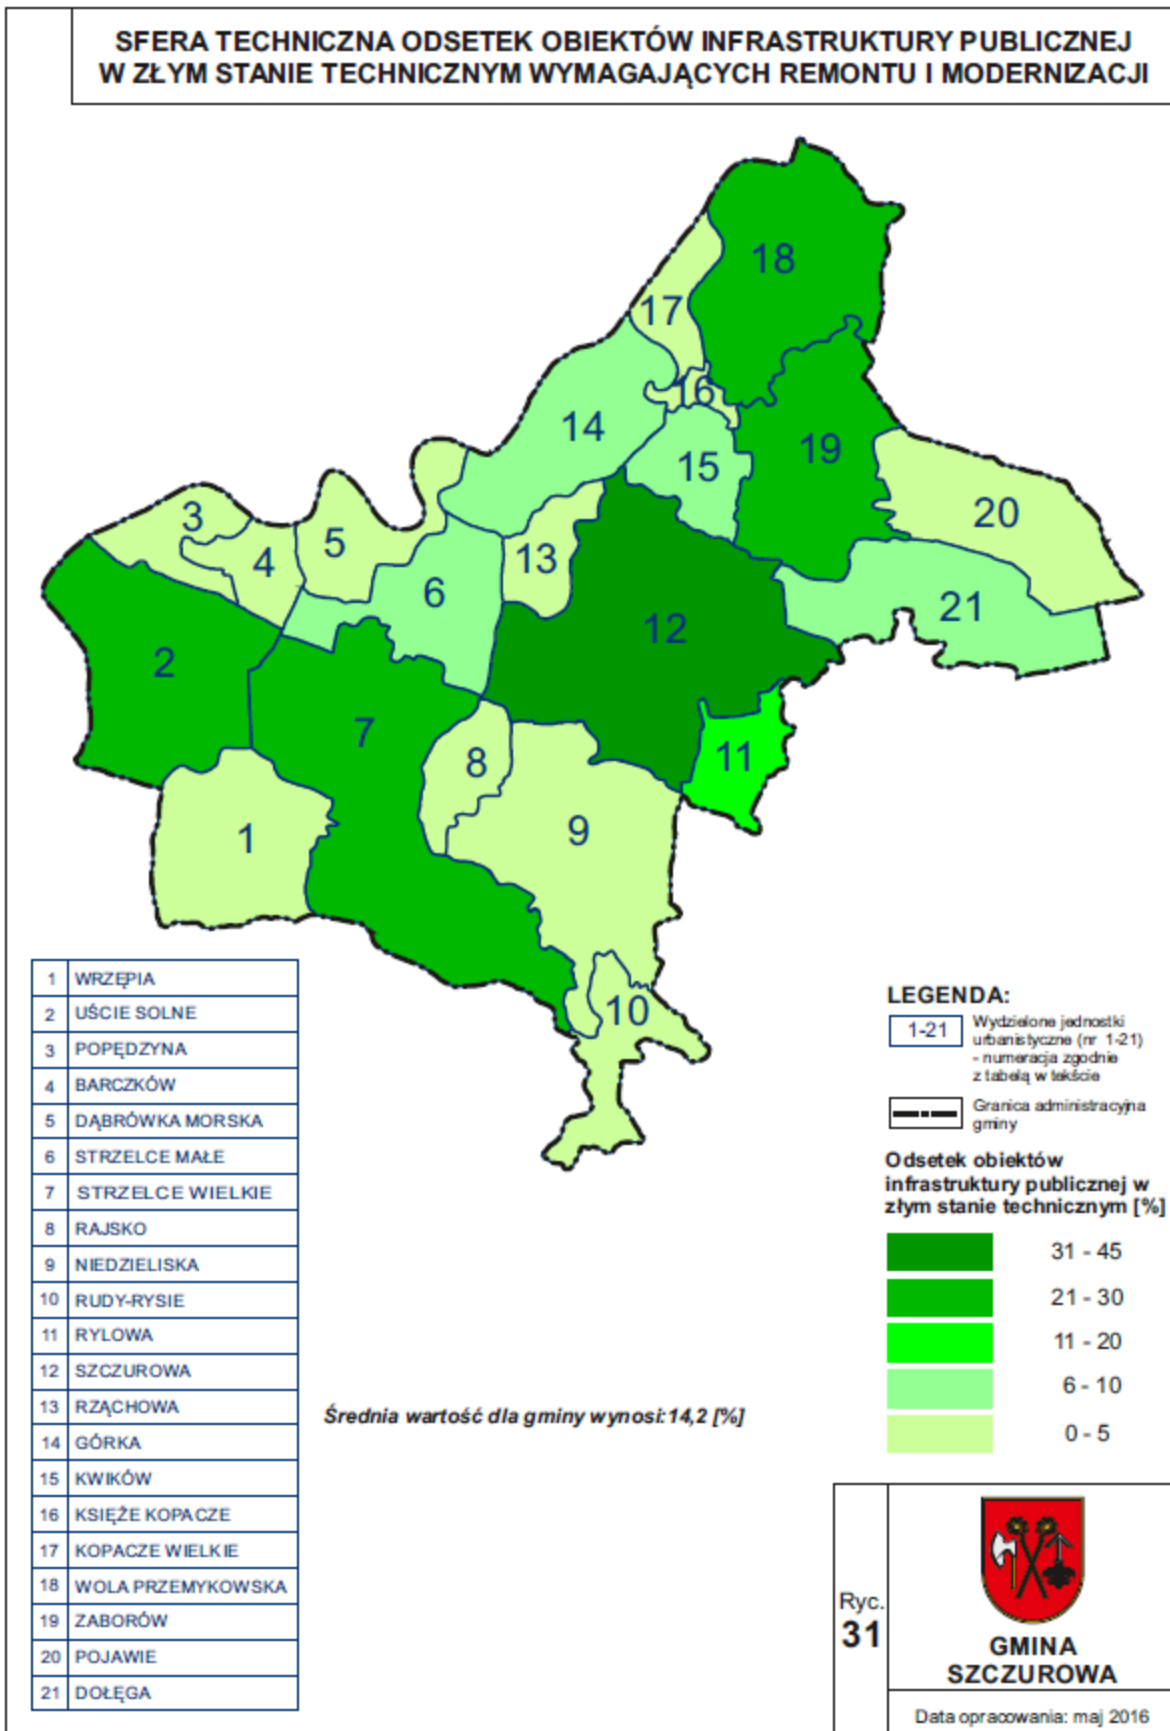 SFERA TECHNICZNA ODSETEK OBIEKTÓW INFRASTRUKTURY PUBLICZNEJ
W ZŁYM STANIE TECHNICZNYM WYMAGAJĄCYCH REMONTU I MODERNIZACJI
18
17
16
14
19
15
20
3
5
4
13
6
21
12
2
7
11
8
9
1
10
1 WRZĘPIA
2 UŚCIE SOLNE
3 POPĘDZYNA
4 BARCZKÓW
5 DĄBRÓWKA MORSKA
6 STRZELCE MAŁE
7 STRZELCE WIELKIE
8 RAJSKO
9 NIEDZIELISKA
10 RUDY-RYSIE
11 RYLOWA
12 SZCZUROWA
13 RZĄCHOWA
14 GÓRKA
15 KWIKÓW
16 KSIĘŻE KOPACZE
17 KOPACZE WIELKIE
18 WOLA PRZEMYKOWSKA
19 ZABORÓW
20 POJAWIE
21 DOŁĘGA
Średnia wartość dla gminy wynosi:14,2 [%]
LEGENDA:
1-21
Wydzielone jednostki
urbanistyczne (nr 1-21)
- numeracja zgodnie
z tabelą w tekście
Granica administracyjna
gminy
Odsetek obiektów
infrastruktury publicznej w
złym stanie technicznym [%]
31 - 45
21 - 30
11 - 20
6 - 10
0 - 5
Ryc.
31
GMINA
SZCZUROWA
Data opracowania: maj 2016